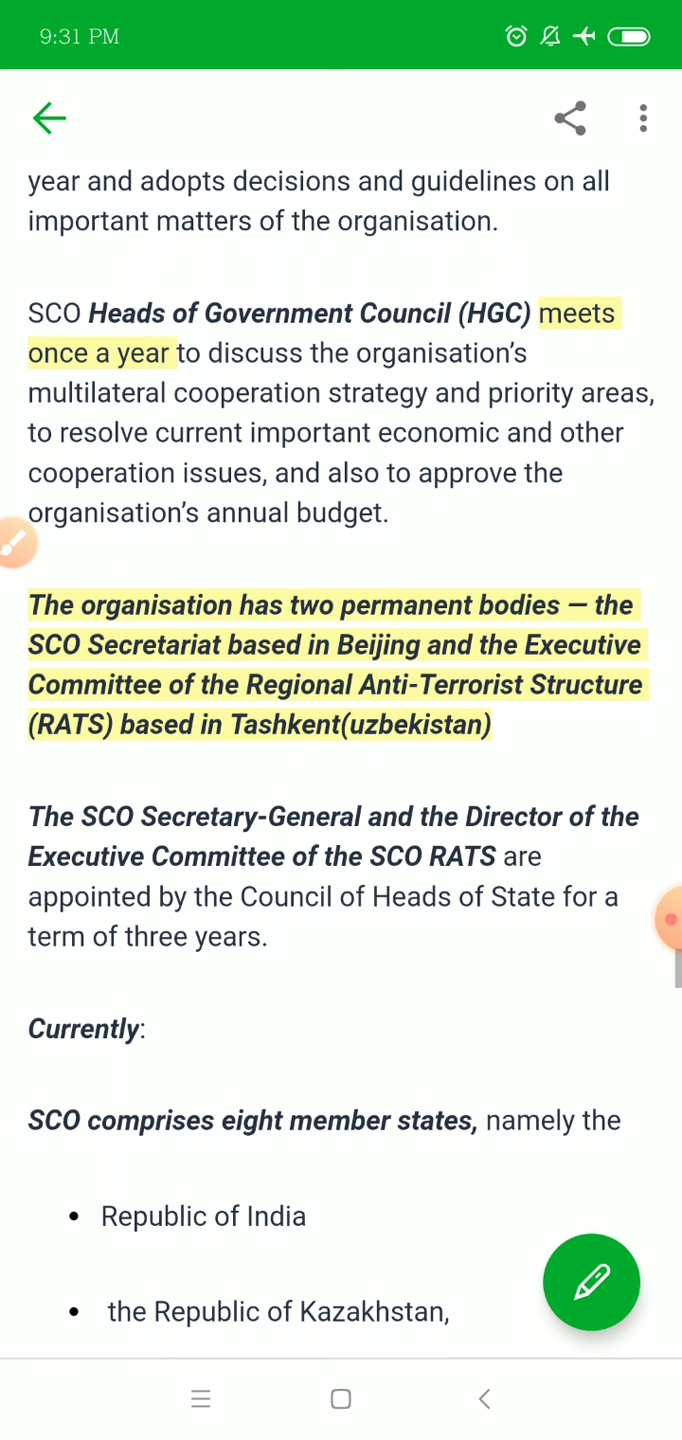 9:31 PM
year and adopts decisions and guidelines on all
important matters of the organisation.
SCO Heads of Government Council (HGC) meets
once a year to discuss the organisation’s
multilateral cooperation strategy and priority areas,
to resolve current important economic and other
cooperation issues, and also to approve the
organisation’s annual budget.
The organisation has two permanent bodies — the
SCO Secretariat based in Beijing and the Executive
Committee of the Regional Anti-Terrorist Structure
(RATS) based in Tashkent(uzbekistan)
The SCO Secretary-General and the Director of the
Executive Committee of the SCO RATS are
appointed by the Council of Heads of State for a
term of three years.
Currently:
SCO comprises eight member states, namely the
• Republic of India
• the Republic of Kazakhstan,